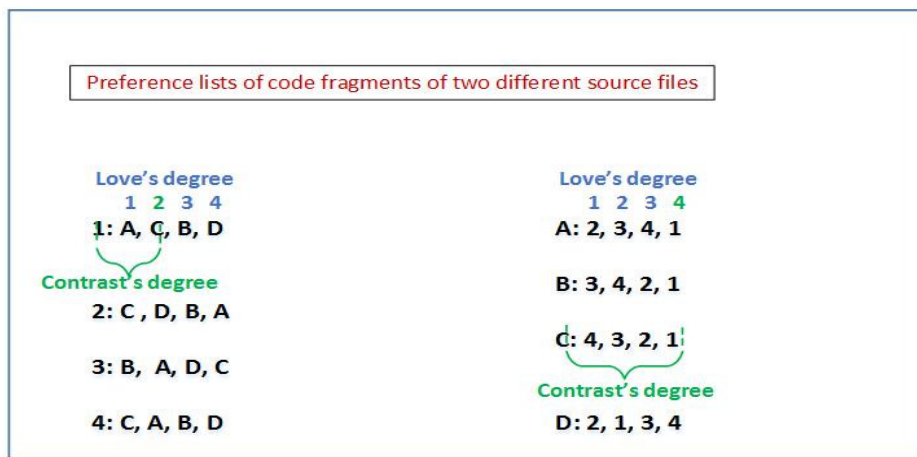 Preference lists of code fragments of two different source files
Love's degree
1 2 3 4
1: A, C, B, D
Contrast's degree
2: C , D, B, A
3: B, A, D, C
4: C, A, B, D
Love's degree
1 2 3 4
A: 2, 3, 4, 1
B: 3, 4, 2, 1
C: 4, 3, 2, 1
Contrast's degree
D: 2, 1, 3, 4